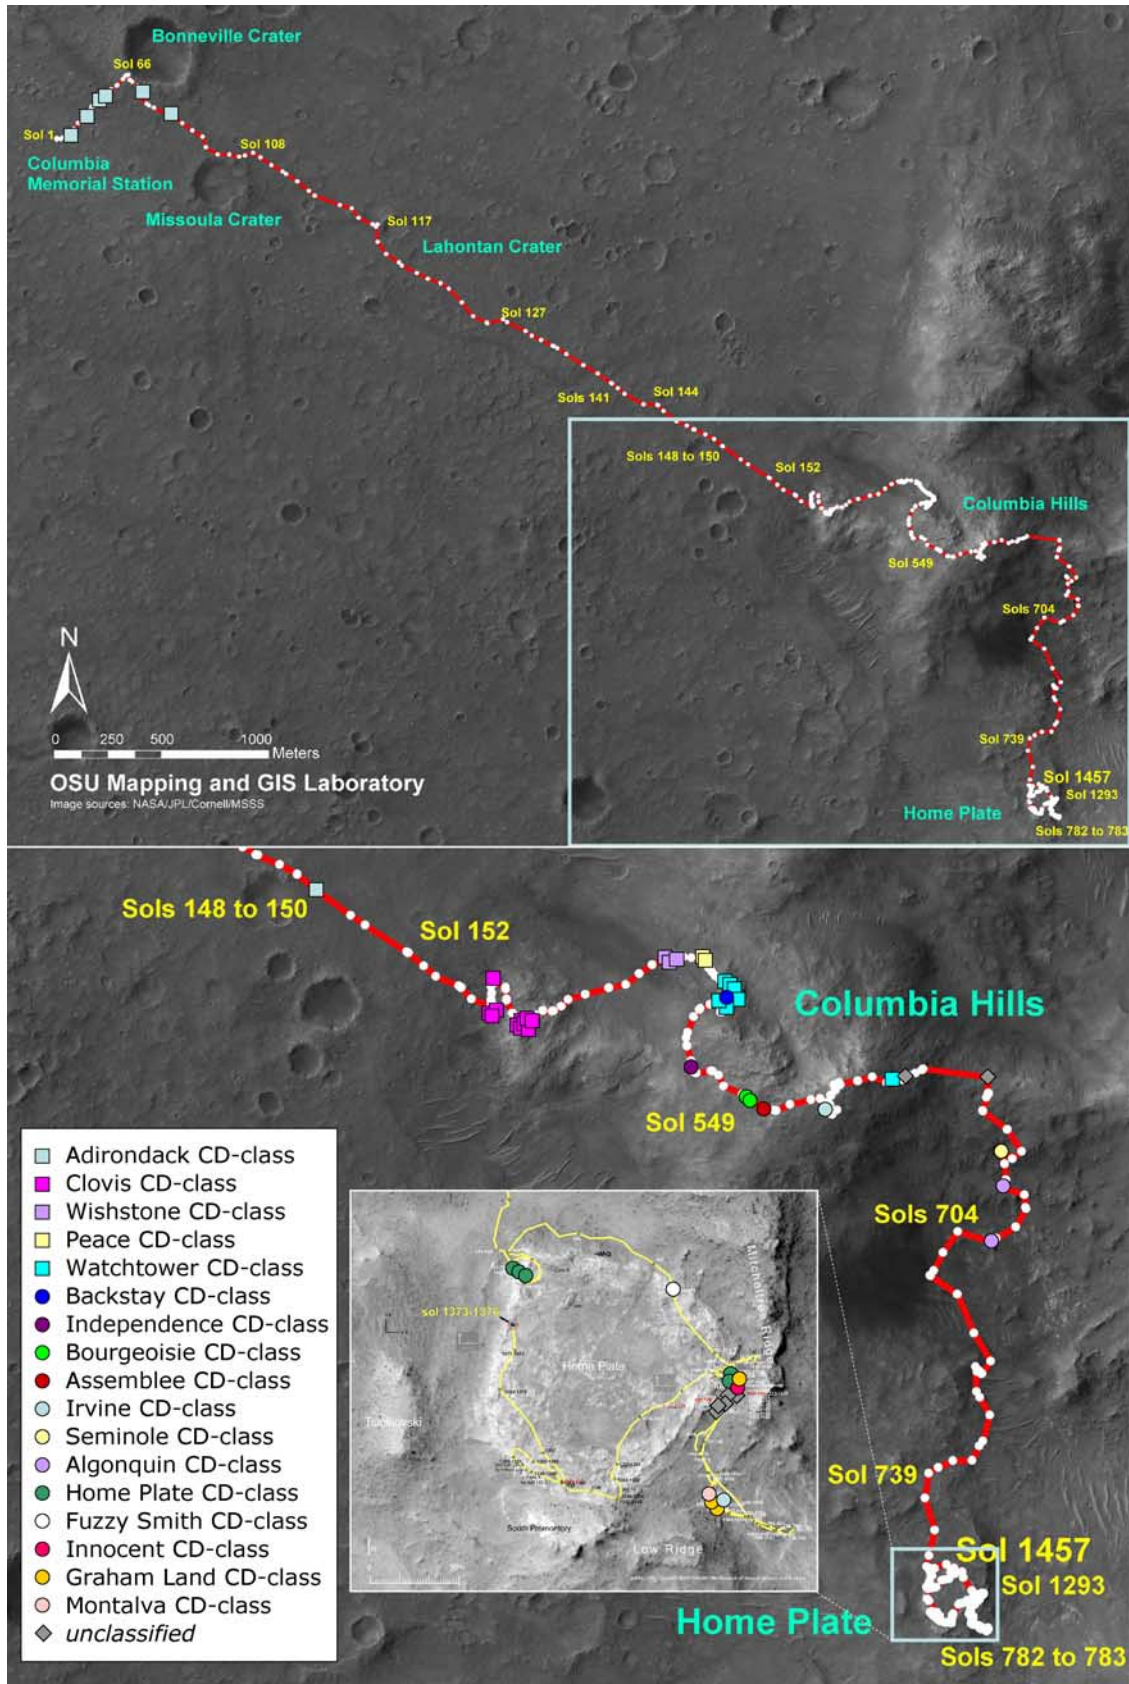 Bonneville Crater
Sol 66
Sol 1
Columbia
Memorial Station
Sol 108
Missoula Crater
Sol 117
Lahontan Crater
Sol 127
Sols 141
Sol 144
Sols 148 to 150
Sol 152
Columbia Hills
Sol 549
Sols 704
Sol 739
Sol 1457
Sol 1293
Home Plate
Sols 782 to 783
N
0 250 500 1000
Meters
OSU Mapping and GIS Laboratory
Image sources: NASA/JPL/Cornell/MSSS
Sols 148 to 150
Sol 152
Columbia Hills
Sol 549
Sols 704
Sol 739
Sol 1457
Sol 1293
Home Plate
Sols 782 to 783
Adirondack CD-class
Clovis CD-class
Wishstone CD-class
Peace CD-class
Watchtower CD-class
Backstay CD-class
Independence CD-class
Bourgeoisie CD-class
Assemblee CD-class
Irvine CD-class
Seminole CD-class
Algonquin CD-class
Home Plate CD-class
Fuzzy Smith CD-class
Innocent CD-class
Graham Land CD-class
Montalva CD-class
unclassified
sol 1373-1376
Home Plate
Mitcheltree Ridge
South Promontory
Low Ridge